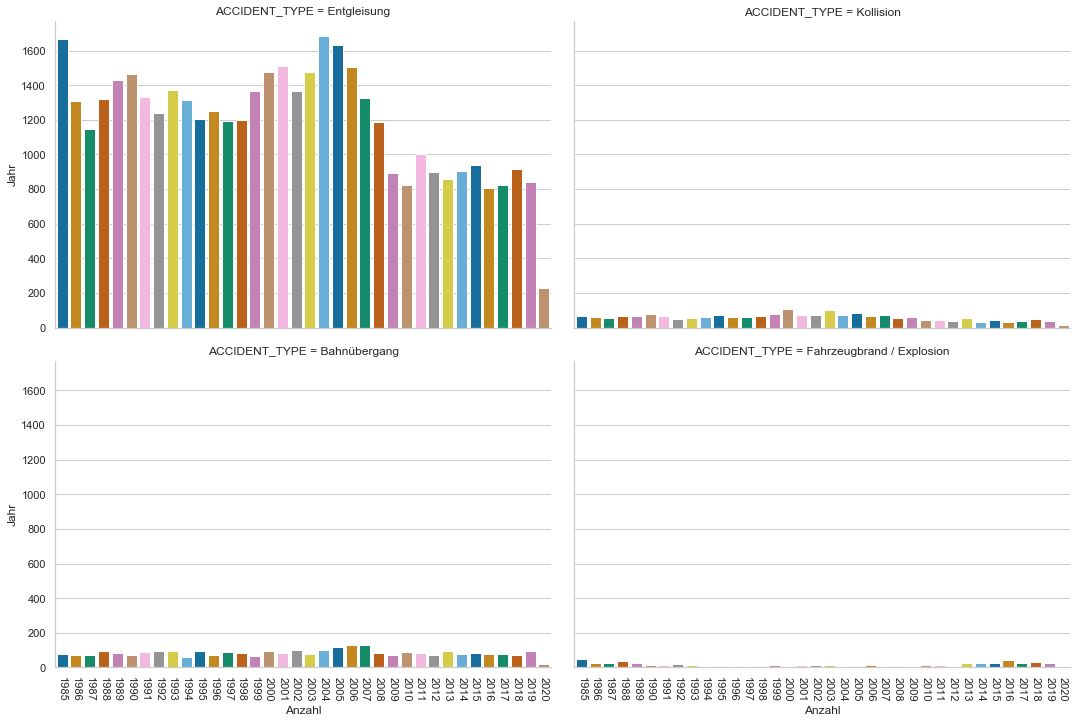 ACCIDENT_TYPE = Entgleisung
ACCIDENT_TYPE = Kollision
1600
1400
1200
1000
800
600
400
200
0
Jahr
ACCIDENT_TYPE = Bahnübergang
ACCIDENT_TYPE = Fahrzeugbrand / Explosion
1600
1400
1200
1000
800
600
400
200
0
Jahr
1985 1986 1987 1988 1989 1990 1991 1992 1993 1994 1995 1996 1997 1998 1999 2000 2001 2002 2003 2004 2005 2006 2007 2008 2009 2010 2011 2012 2013 2014 2015 2016 2017 2018 2019 2020
Anzahl
1985 1986 1987 1988 1989 1990 1991 1992 1993 1994 1995 1996 1997 1998 1999 2000 2001 2002 2003 2004 2005 2006 2007 2008 2009 2010 2011 2012 2013 2014 2015 2016 2017 2018 2019 2020
Anzahl